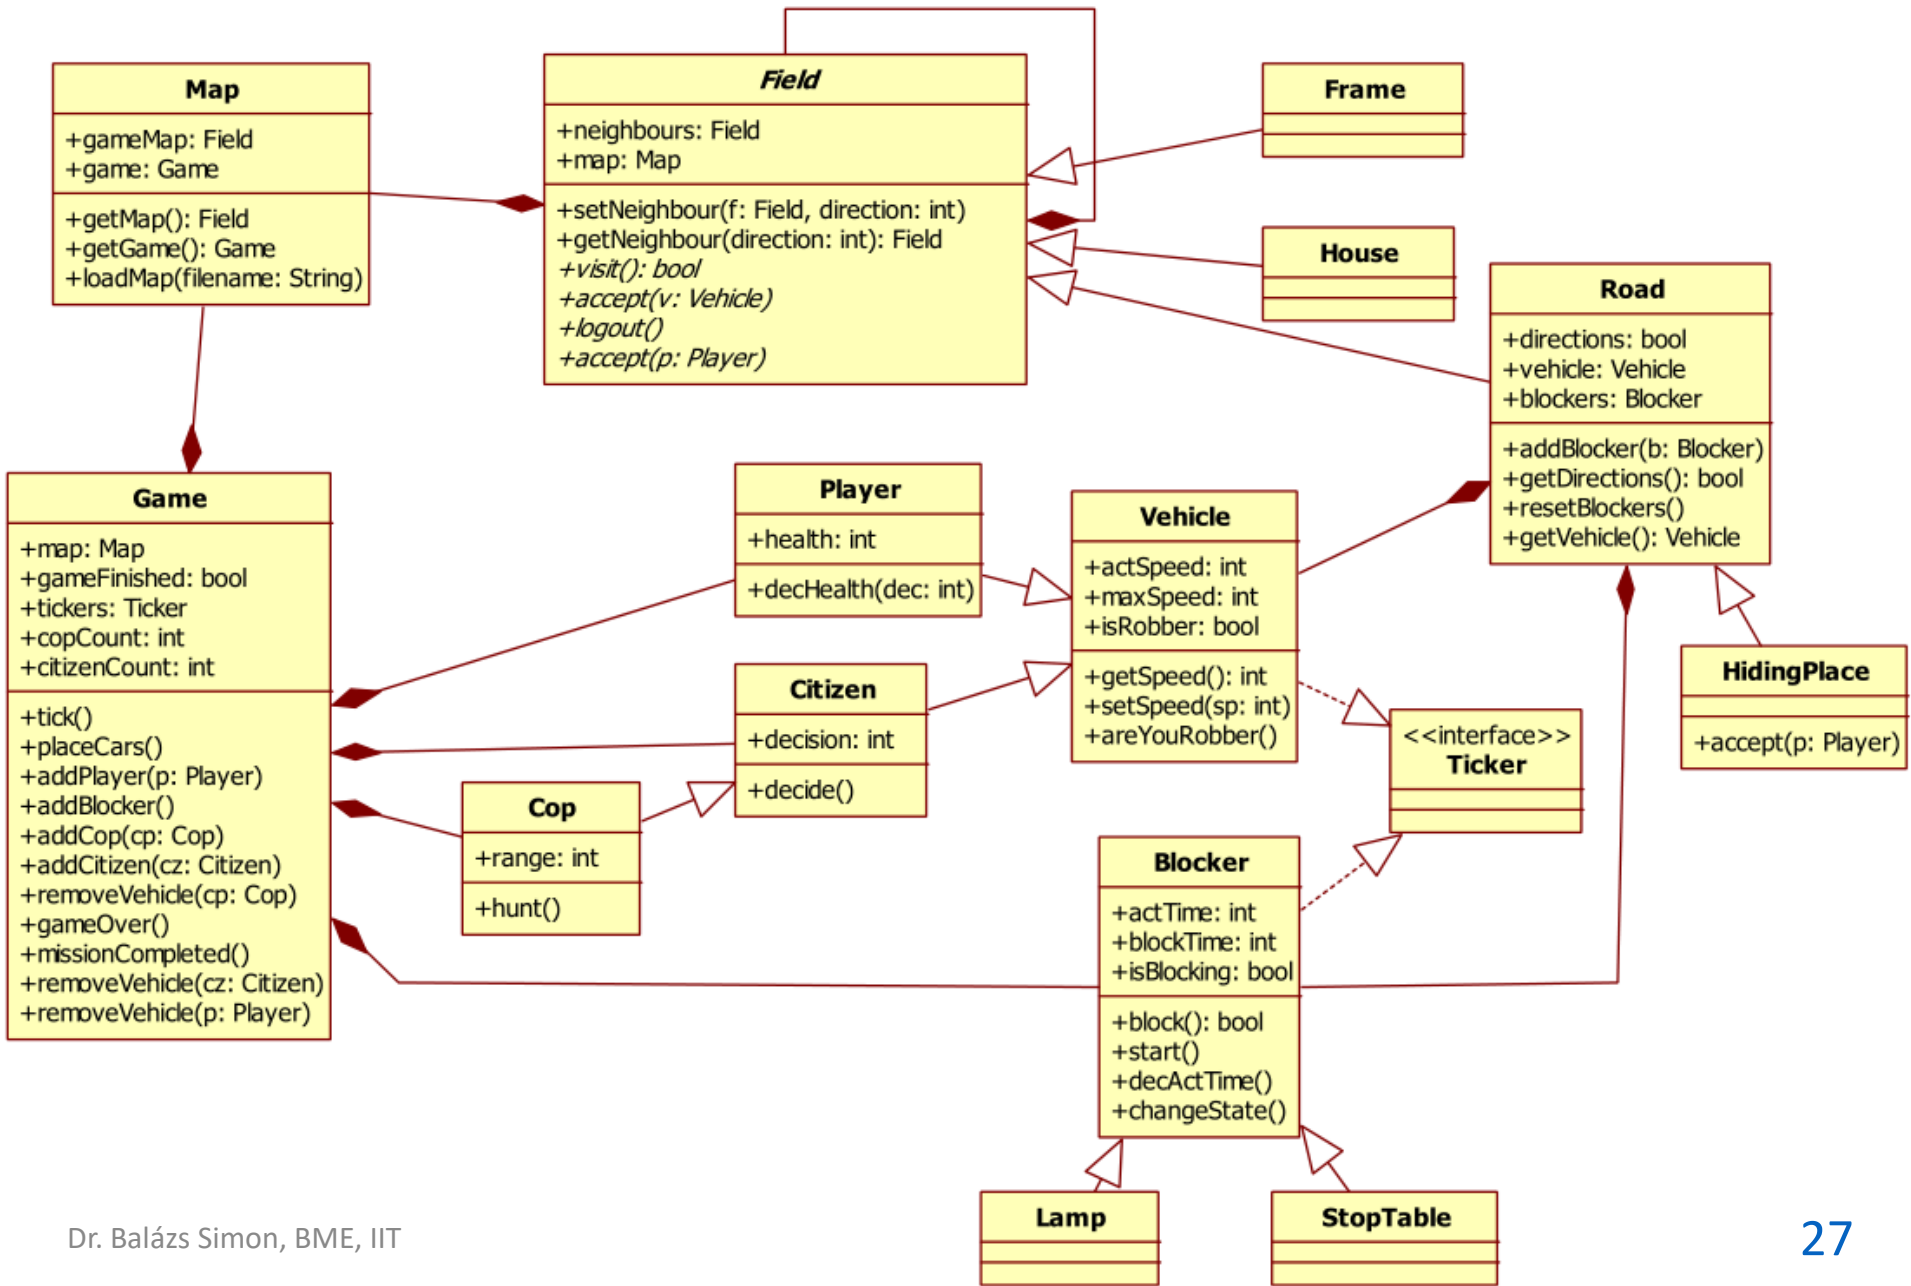 Map
+gameMap: Field
+game: Game
+getMap(): Field
+getGame(): Game
+loadMap(filename: String)
Field
+neighbours: Field
+map: Map
+setNeighbour(f: Field, direction: int)
+getNeighbour(direction: int): Field
+visit(): bool
+accept(v: Vehicle)
+logout()
+accept(p: Player)
Frame
House
Road
+directions: bool
+vehicle: Vehicle
+blockers: Blocker
+addBlocker(b: Blocker)
+getDirections(): bool
+resetBlockers()
+getVehicle(): Vehicle
Game
+map: Map
+gameFinished: bool
+tickers: Ticker
+copCount: int
+citizenCount: int
+tick()
+placeCars()
+addPlayer(p: Player)
+addBlocker()
+addCop(cp: Cop)
+addCitizen(cz: Citizen)
+removeVehicle(cp: Cop)
+gameOver()
+missionCompleted()
+removeVehicle(cz: Citizen)
+removeVehicle(p: Player)
Player
+health: int
+decHealth(dec: int)
Vehicle
+actSpeed: int
+maxSpeed: int
+isRobber: bool
+getSpeed(): int
+setSpeed(sp: int)
+areYouRobber()
Citizen
+decision: int
+decide()
Cop
+range: int
+hunt()
HidingPlace
+accept(p: Player)
<<interface>>
Ticker
Blocker
+actTime: int
+blockTime: int
+isBlocking: bool
+block(): bool
+start()
+decActTime()
+changeState()
Lamp
StopTable
Dr. Balázs Simon, BME, IIT
27